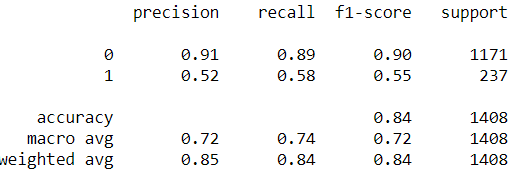 precision recall f1-score support
0 0.91 0.89 0.90 1171
1 0.52 0.58 0.55 237
accuracy 0.84 1408
macro avg 0.72 0.74 0.72 1408
weighted avg 0.85 0.84 0.84 1408